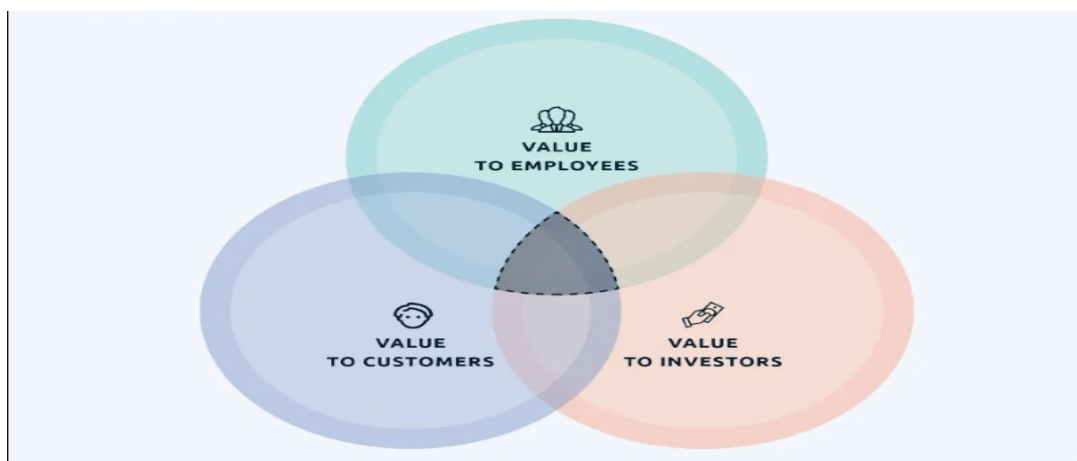 VALUE
TO EMPLOYEES
VALUE
TO CUSTOMERS
VALUE
TO INVESTORS